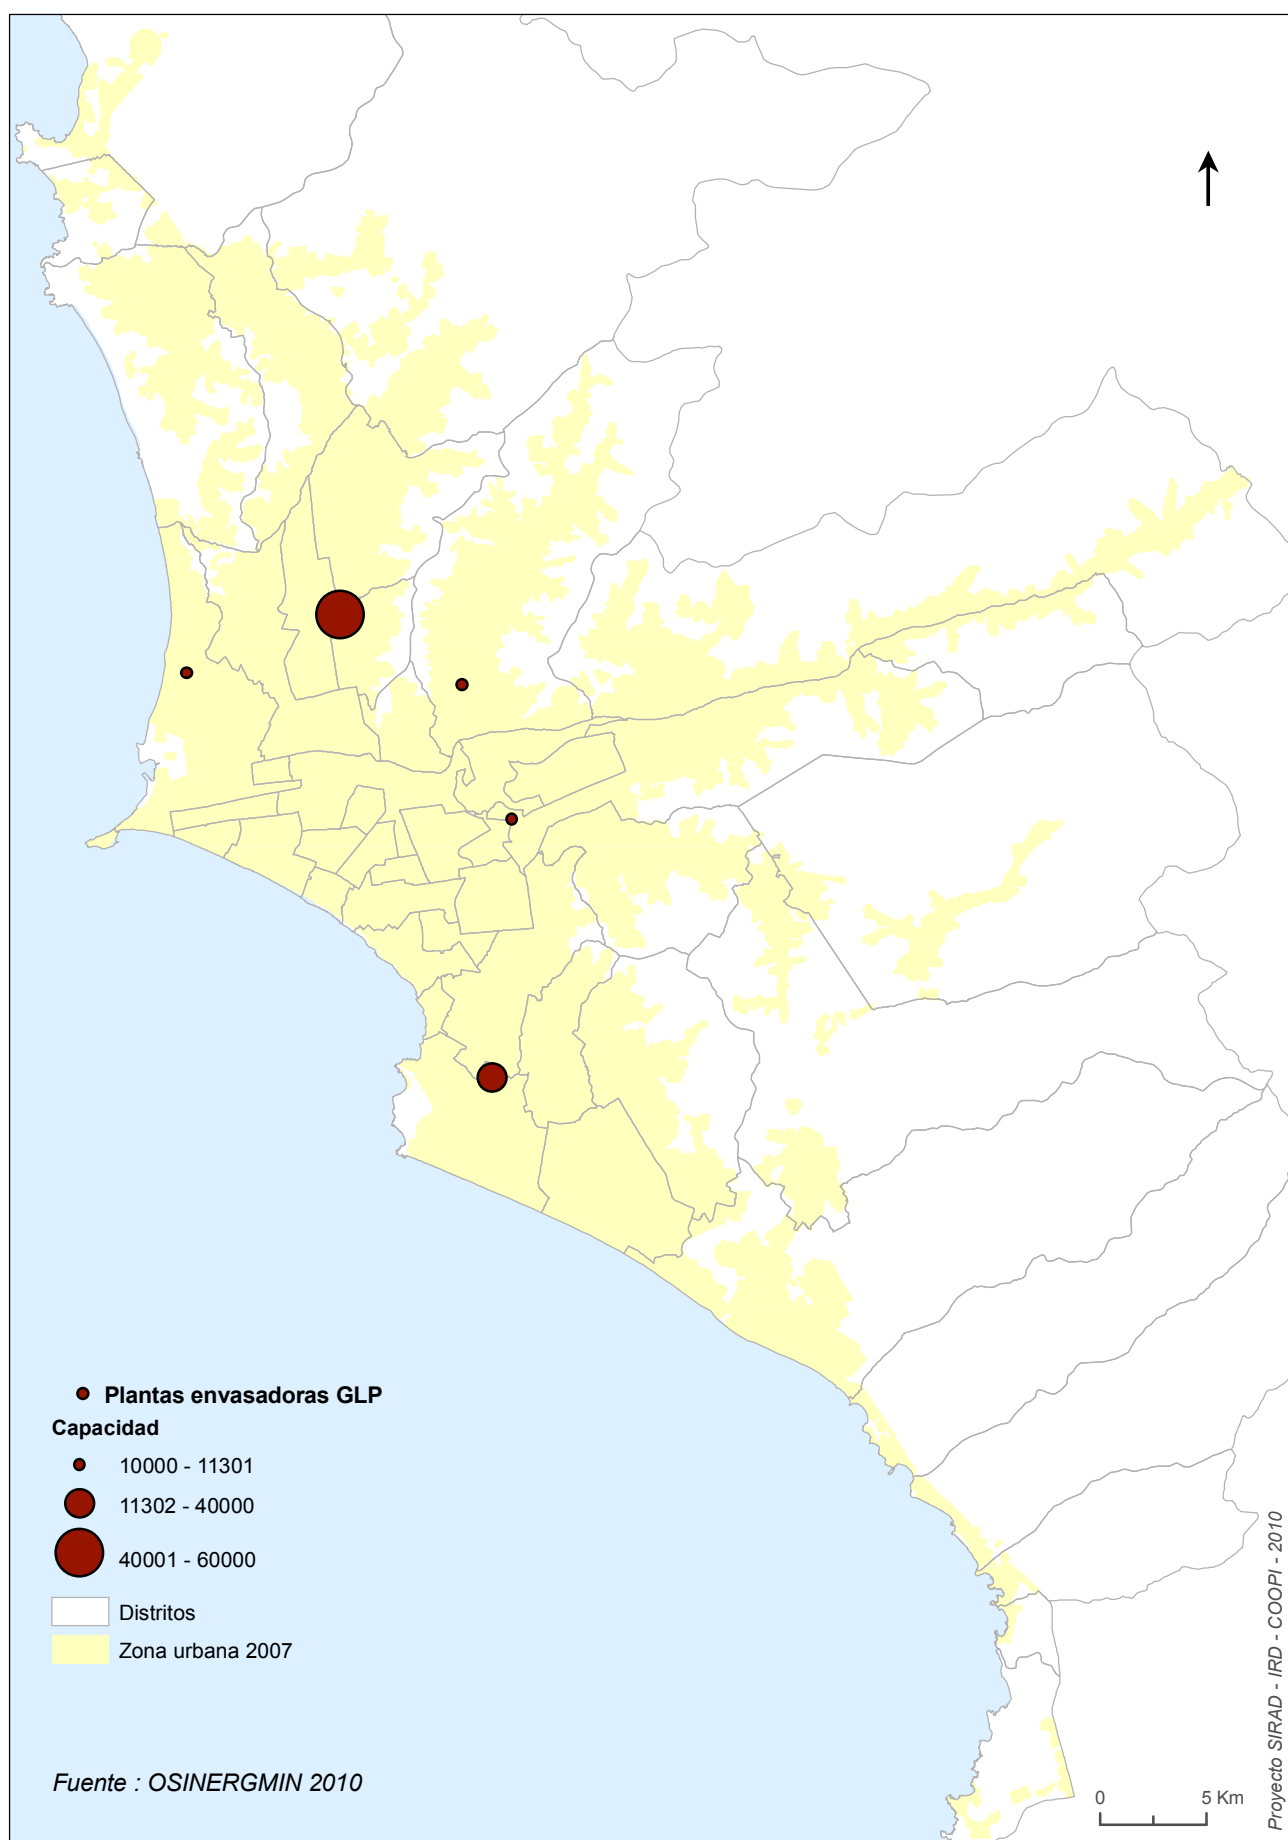 Plantas envasadoras GLP
Capacidad
10000 - 11301
11302 - 40000
40001 - 60000
Distritos
Zona urbana 2007
Fuente : OSINERGMIN 2010
0 5 Km
Proyecto SIRAD - IRD - COOPI - 2010